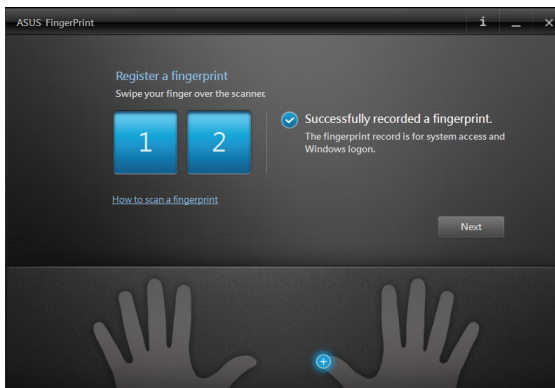 ASUS FingerPrint
Register a fingerprint
Swipe your finger over the scanner.
1 2
Successfully recorded a fingerprint.
The fingerprint record is for system access and
Windows logon.
How to scan a fingerprint
Next